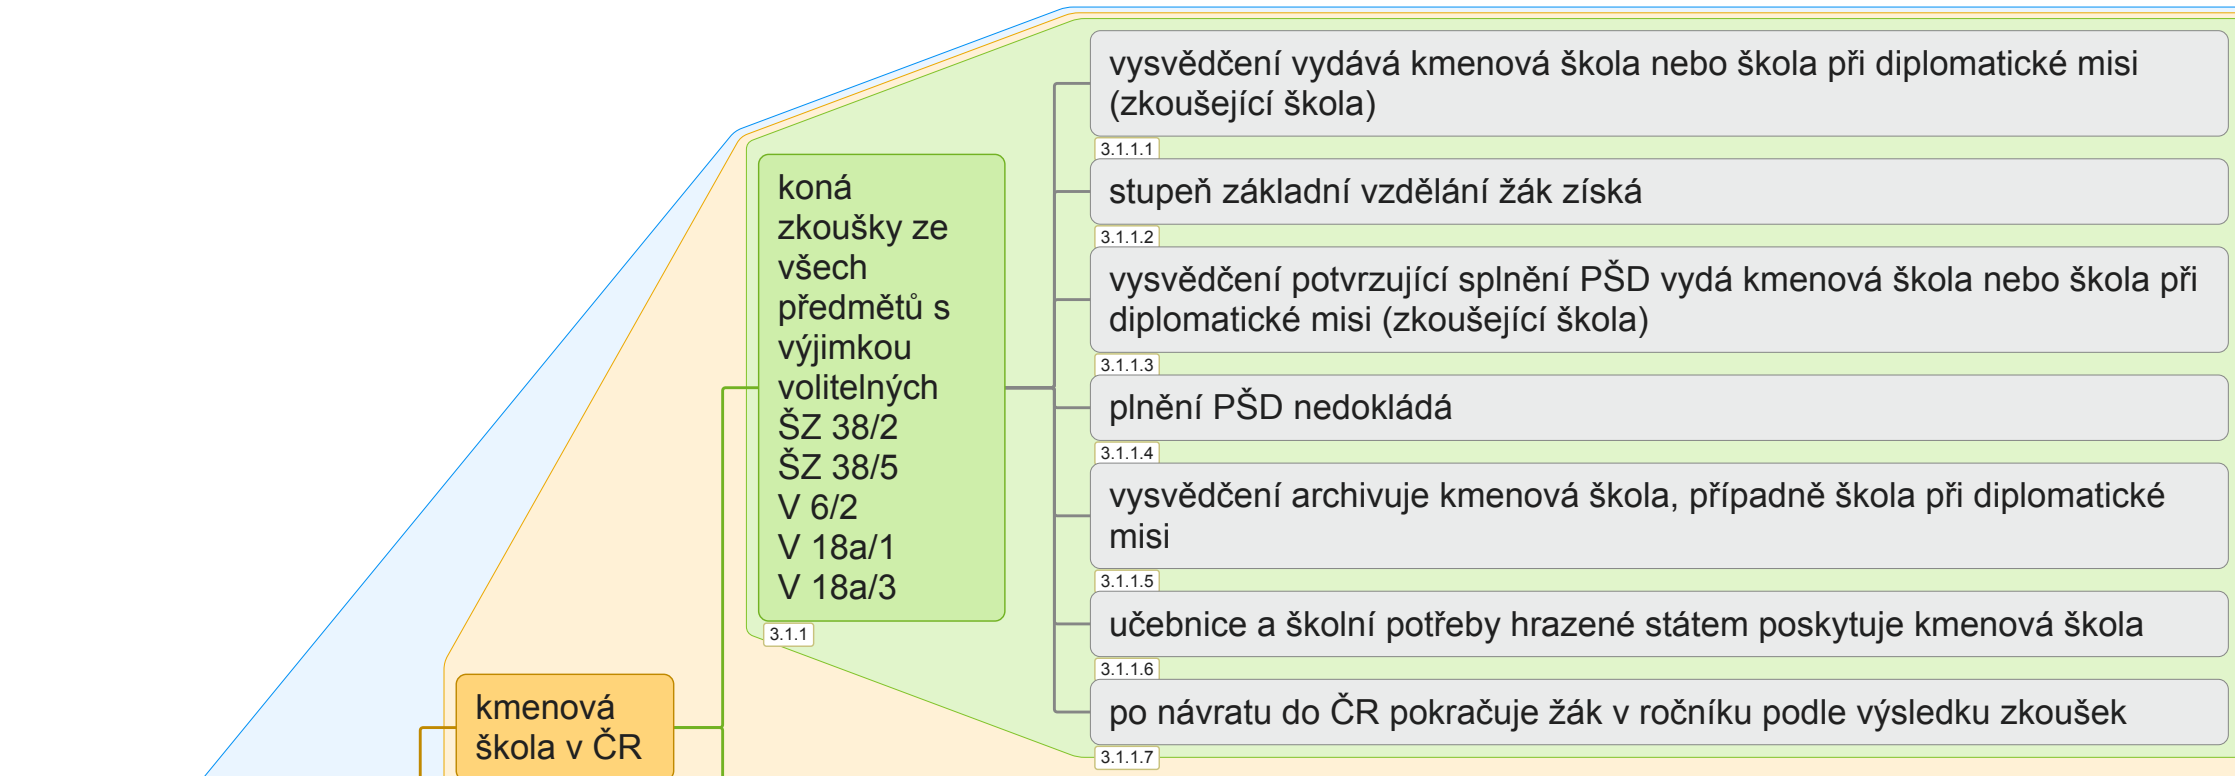 vysvědčení vydává kmenová škola nebo škola při diplomatické misi
(zkoušející škola)
3.1.1.1
stupeň základní vzdělání žák získá
3.1.1.2
vysvědčení potvrzující splnění PŠD vydá kmenová škola nebo škola při
diplomatické misi (zkoušející škola)
3.1.1.3
plnění PŠD nedokládá
3.1.1.4
vysvědčení archivuje kmenová škola, případně škola při diplomatické
misi
3.1.1.5
učebnice a školní potřeby hrazené státem poskytuje kmenová škola
3.1.1.6
po návratu do ČR pokračuje žák v ročníku podle výsledku zkoušek
3.1.1.7
koná
zkoušky ze
všech
předmětů s
výjimkou
volitelných
ŠZ 38/2
ŠZ 38/5
V 6/2
V 18a/1
V 18a/3
3.1.1
kmenová
škola v ČR